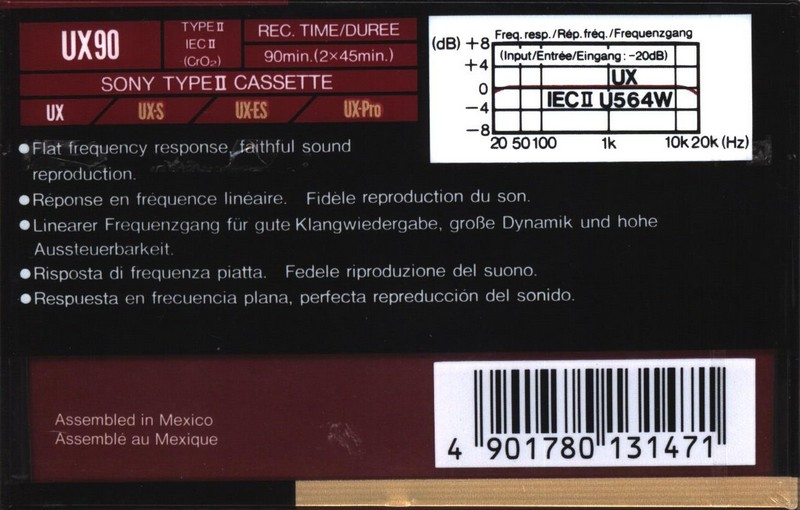 UX90
TYPE II
IEC II
(CrO₂)
REC. TIME/DUREE
90min.(2×45min.)
SONY TYPE II CASSETTE
UX UX-S UX-ES UX-Pro
Freq. resp./Rép. fréq./Frequenzgang
(dB) +8
(Input/Entrée/Eingang: -20dB)
+4
UX
0
IEC II U564W
-4
-8
20 50 100 1k 10k 20k (Hz)
●Flat frequency response, faithful sound
reproduction.
●Réponse en fréquence linéaire. Fidèle reproduction du son.
●Linearer Frequenzgang für gute Klangwiedergabe, große Dynamik und hohe
Aussteuerbarkeit.
●Risposta di frequenza piatta. Fedele riproduzione del suono.
●Respuesta en frecuencia plana, perfecta repreducción del sonido.
Assembled in Mexico
Assemblé au Mexique
4 901780 131471